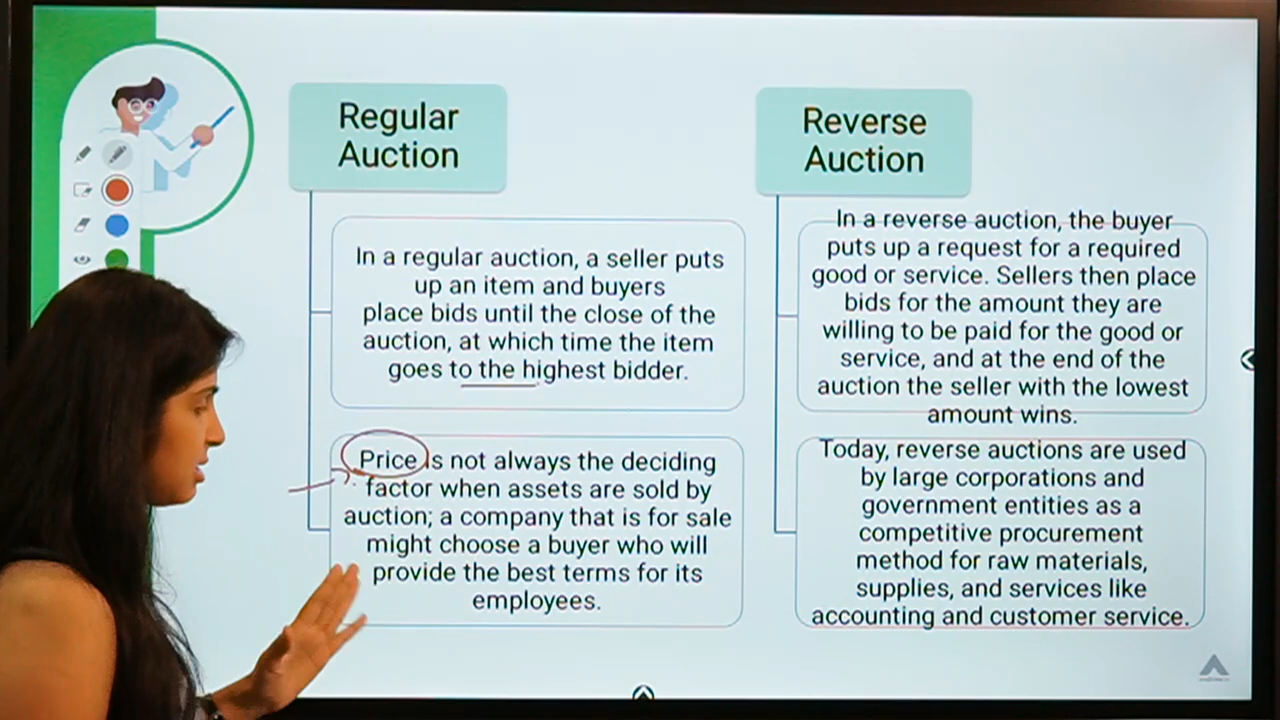 Regular
Auction
In a regular auction, a seller puts
up an item and buyers
place bids until the close of the
auction, at which time the item
goes to the highest bidder.
Price is not always the deciding
factor when assets are sold by
auction; a company that is for sale
might choose a buyer who will
provide the best terms for its
employees.
Reverse
Auction
In a reverse auction, the buyer
puts up a request for a required
good or service. Sellers then place
bids for the amount they are
willing to be paid for the good or
service, and at the end of the
auction the seller with the lowest
amount wins.
Today, reverse auctions are used
by large corporations and
government entities as a
competitive procurement
method for raw materials,
supplies, and services like
accounting and customer service.